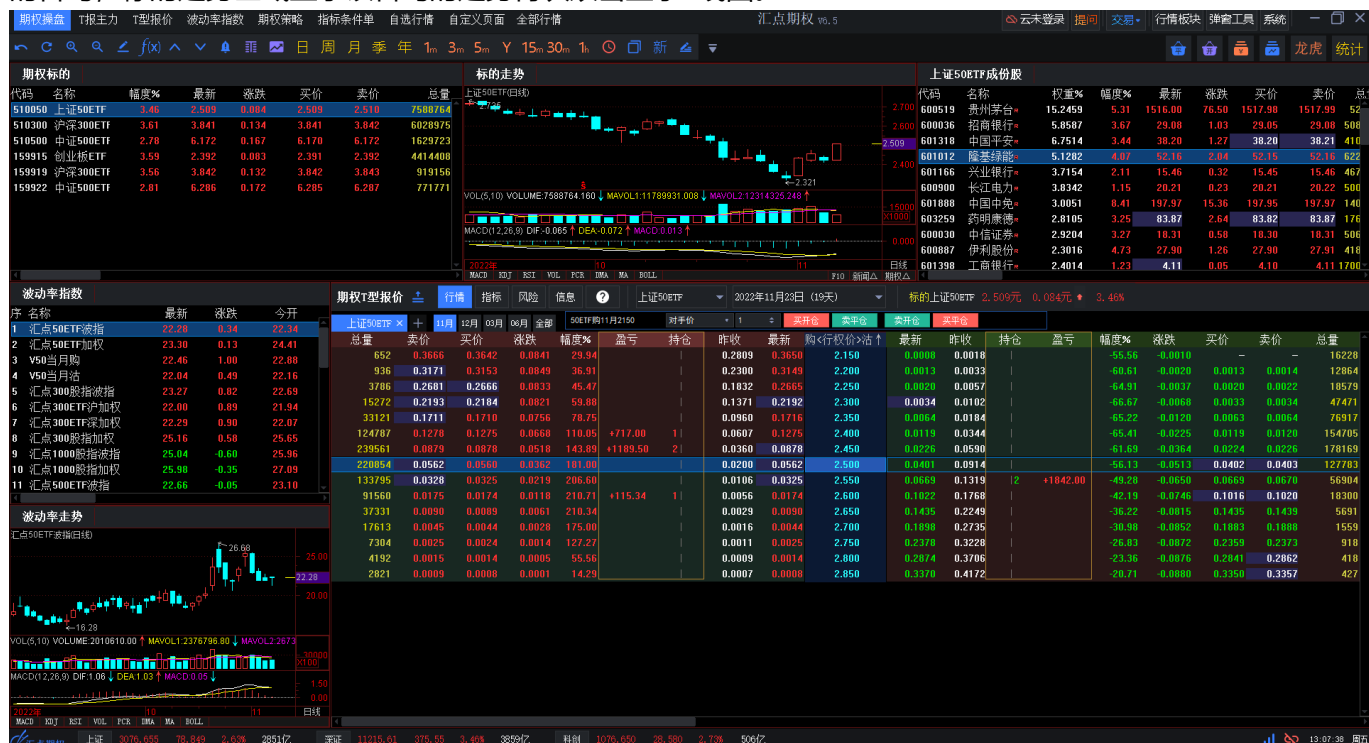 期权操盘 T报主力 T型报价 波动率指数 期权策略 指标条件单 自选行情 自定义页面 全部行情 汇点期权 V6.5 云未登录 提问 交易 行情板块 弹窗工具 系统
f(x) 日 周 月 季 年 1m 3m 5m Y 15m 30m 1h 新 龙虎 统计
期权标的
代码 名称 幅度% 最新 涨跌 买价 卖价 总量
510050 上证50ETF 3.46 2.509 0.084 2.509 2.510 7588764
510300 沪深300ETF 3.61 3.841 0.134 3.841 3.842 6028975
510500 中证500ETF 2.78 6.172 0.167 6.170 6.172 1629723
159915 创业板ETF 3.59 2.392 0.083 2.391 2.392 4414408
159919 沪深300ETF 3.56 3.842 0.132 3.842 3.843 919156
159922 中证500ETF 2.81 6.286 0.172 6.285 6.287 771771
标的走势
上证50ETF(日线)
2.725
2.700
2.600
2.509
2.400
2.321
VOL(5,10) VOLUME:7588764.160 MAVOL1:11789931.008 MAVOL2:12314325.248
15000
X1000
MACD(12,26,9) DIF:-0.065 DEA:-0.072 MACD:0.013
0.000
2022年 10 11 日线
MACD KDJ RSI VOL PCR DMA MA BOLL F10 新闻 期权
上证50ETF成份股
代码 名称 权重% 幅度% 最新 涨跌 买价 卖价 总
600519 贵州茅台 15.2459 5.31 1516.00 76.50 1517.98 1517.99 52
600036 招商银行 5.8587 3.67 29.08 1.03 29.05 29.08 508
601318 中国平安 6.7514 3.44 38.20 1.27 38.20 38.21 410
601012 隆基绿能 5.1282 4.07 52.16 2.04 52.15 52.16 622
601166 兴业银行 3.7154 2.11 15.46 0.32 15.45 15.46 467
600900 长江电力 3.8342 1.15 20.21 0.23 20.21 20.22 500
601888 中国中免 3.0051 8.41 197.97 15.36 197.95 197.97 140
603259 药明康德 2.8105 3.25 83.87 2.64 83.82 83.87 176
600030 中信证券 2.9204 3.27 18.31 0.58 18.30 18.31 506
600887 伊利股份 2.3016 4.73 27.90 1.26 27.90 27.91 418
601398 工商银行 2.4014 1.23 4.11 0.05 4.10 4.11 1700
波动率指数
序 名称 最新 涨跌 今开
1 汇点50ETF波指 22.28 0.34 22.34
2 汇点50ETF加权 23.30 0.13 24.41
3 V50当月购 22.46 1.00 22.88
4 V50当月沽 22.04 0.49 22.16
5 汇点300股指波指 23.27 0.82 22.69
6 汇点300ETF沪加权 22.00 0.89 21.94
7 汇点300ETF深加权 22.29 0.90 22.07
8 汇点300股指加权 25.16 0.58 25.65
9 汇点1000股指波指 25.04 -0.60 25.96
10 汇点1000股指加权 25.98 -0.35 27.09
11 汇点500ETF波指 22.66 -0.05 23.10
波动率走势
汇点50ETF波指(日线)
26.68
25.00
22.28
20.00
16.28
VOL(5,10) VOLUME:2010610.00 MAVOL1:2376796.80 MAVOL2:2673
30000
X100
MACD(12,26,9) DIF:1.06 DEA:1.03 MACD:0.05
1.50
0.00
2022年 10 11 日线
MACD KDJ RSI VOL PCR DMA MA BOLL
期权T型报价 行情 指标 风险 信息 ? 上证50ETF 2022年11月23日 (19天) 标的上证50ETF 2.509元 0.084元 3.46%
上证50ETF × + 11月 12月 03月 06月 全部 50ETF购11月2150 对手价 1 买开仓 卖平仓 卖开仓 买平仓
总量 卖价 买价 涨跌 幅度% 盈亏 持仓 昨收 最新 购<行权价>沽↑ 最新 昨收 持仓 盈亏 幅度% 涨跌 买价 卖价 总量
652 0.3666 0.3642 0.0841 29.94 0.2809 0.3650 2.150 0.0008 0.0018 -55.56 -0.0010 – – 16228
936 0.3171 0.3153 0.0849 36.91 0.2300 0.3149 2.200 0.0013 0.0033 -60.61 -0.0020 0.0013 0.0014 12864
3786 0.2681 0.2666 0.0833 45.47 0.1832 0.2665 2.250 0.0020 0.0057 -64.91 -0.0037 0.0020 0.0022 18579
15272 0.2193 0.2184 0.0821 59.88 0.1371 0.2192 2.300 0.0034 0.0102 -66.67 -0.0068 0.0033 0.0034 47471
33121 0.1711 0.1710 0.0756 78.75 0.0960 0.1716 2.350 0.0064 0.0184 -65.22 -0.0120 0.0063 0.0064 76917
124787 0.1278 0.1275 0.0668 110.05 +717.00 1 0.0607 0.1275 2.400 0.0119 0.0344 -65.41 -0.0225 0.0119 0.0120 154705
239561 0.0879 0.0878 0.0518 143.89 +1189.50 2 0.0360 0.0878 2.450 0.0226 0.0590 -61.69 -0.0364 0.0224 0.0226 178169
220854 0.0562 0.0560 0.0362 181.00 0.0200 0.0562 2.500 0.0401 0.0914 -56.13 -0.0513 0.0402 0.0403 127783
133795 0.0328 0.0325 0.0219 206.60 0.0106 0.0325 2.550 0.0669 0.1319 2 +1842.00 -49.28 -0.0650 0.0669 0.0670 56904
91560 0.0175 0.0174 0.0118 210.71 +115.34 1 0.0056 0.0174 2.600 0.1022 0.1768 -42.19 -0.0746 0.1016 0.1020 18300
37331 0.0090 0.0089 0.0061 210.34 0.0029 0.0090 2.650 0.1435 0.2249 -36.22 -0.0815 0.1435 0.1439 5691
17613 0.0045 0.0044 0.0028 175.00 0.0016 0.0044 2.700 0.1898 0.2735 -30.98 -0.0852 0.1883 0.1888 1559
7304 0.0025 0.0024 0.0014 127.27 0.0011 0.0025 2.750 0.2378 0.3228 -26.83 -0.0872 0.2359 0.2373 918
4192 0.0015 0.0014 0.0005 55.56 0.0009 0.0014 2.800 0.2874 0.3706 -23.36 -0.0876 0.2841 0.2862 418
2821 0.0009 0.0008 0.0001 14.29 0.0007 0.0008 2.850 0.3370 0.4172 -20.71 -0.0880 0.3350 0.3357 427
上证 3076.655 78.849 2.63% 2851亿 深证 11215.61 375.55 3.46% 3859亿 科创 1076.650 28.580 2.73% 506亿 13:07:38 周五